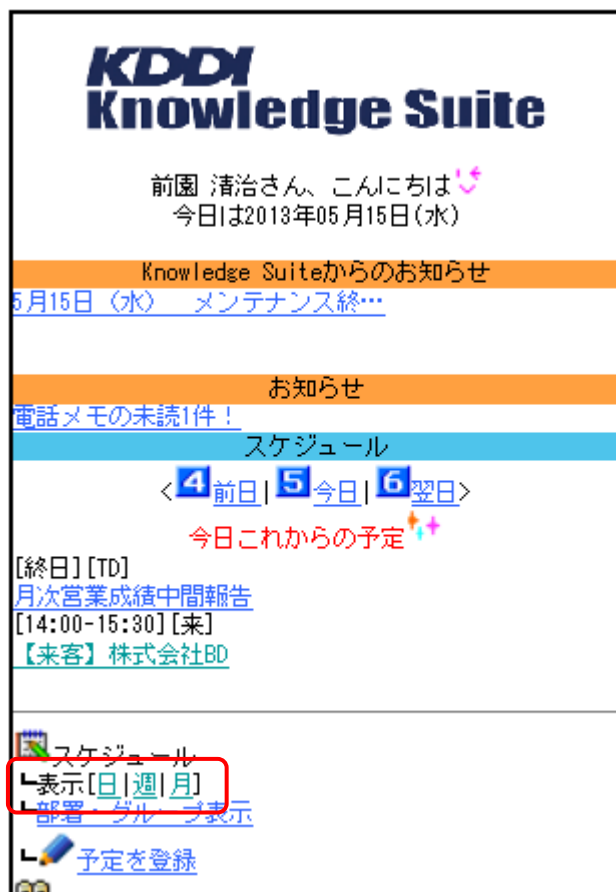 KDDI
Knowledge Suite
前園 清治さん、こんにちは
今日は2013年05月15日(水)
Knowledge Suiteからのお知らせ
5月15日（水）　メンテナンス終…
お知らせ
電話メモの未読1件！
スケジュール
<4前日|5今日|6翌日>
今日これからの予定
[終日][TD]
月次営業成績中間報告
[14:00-15:30][来]
【来客】株式会社BD
スケジュール
┗表示[日|週|月]
┗部署・グループ表示
┗予定を登録